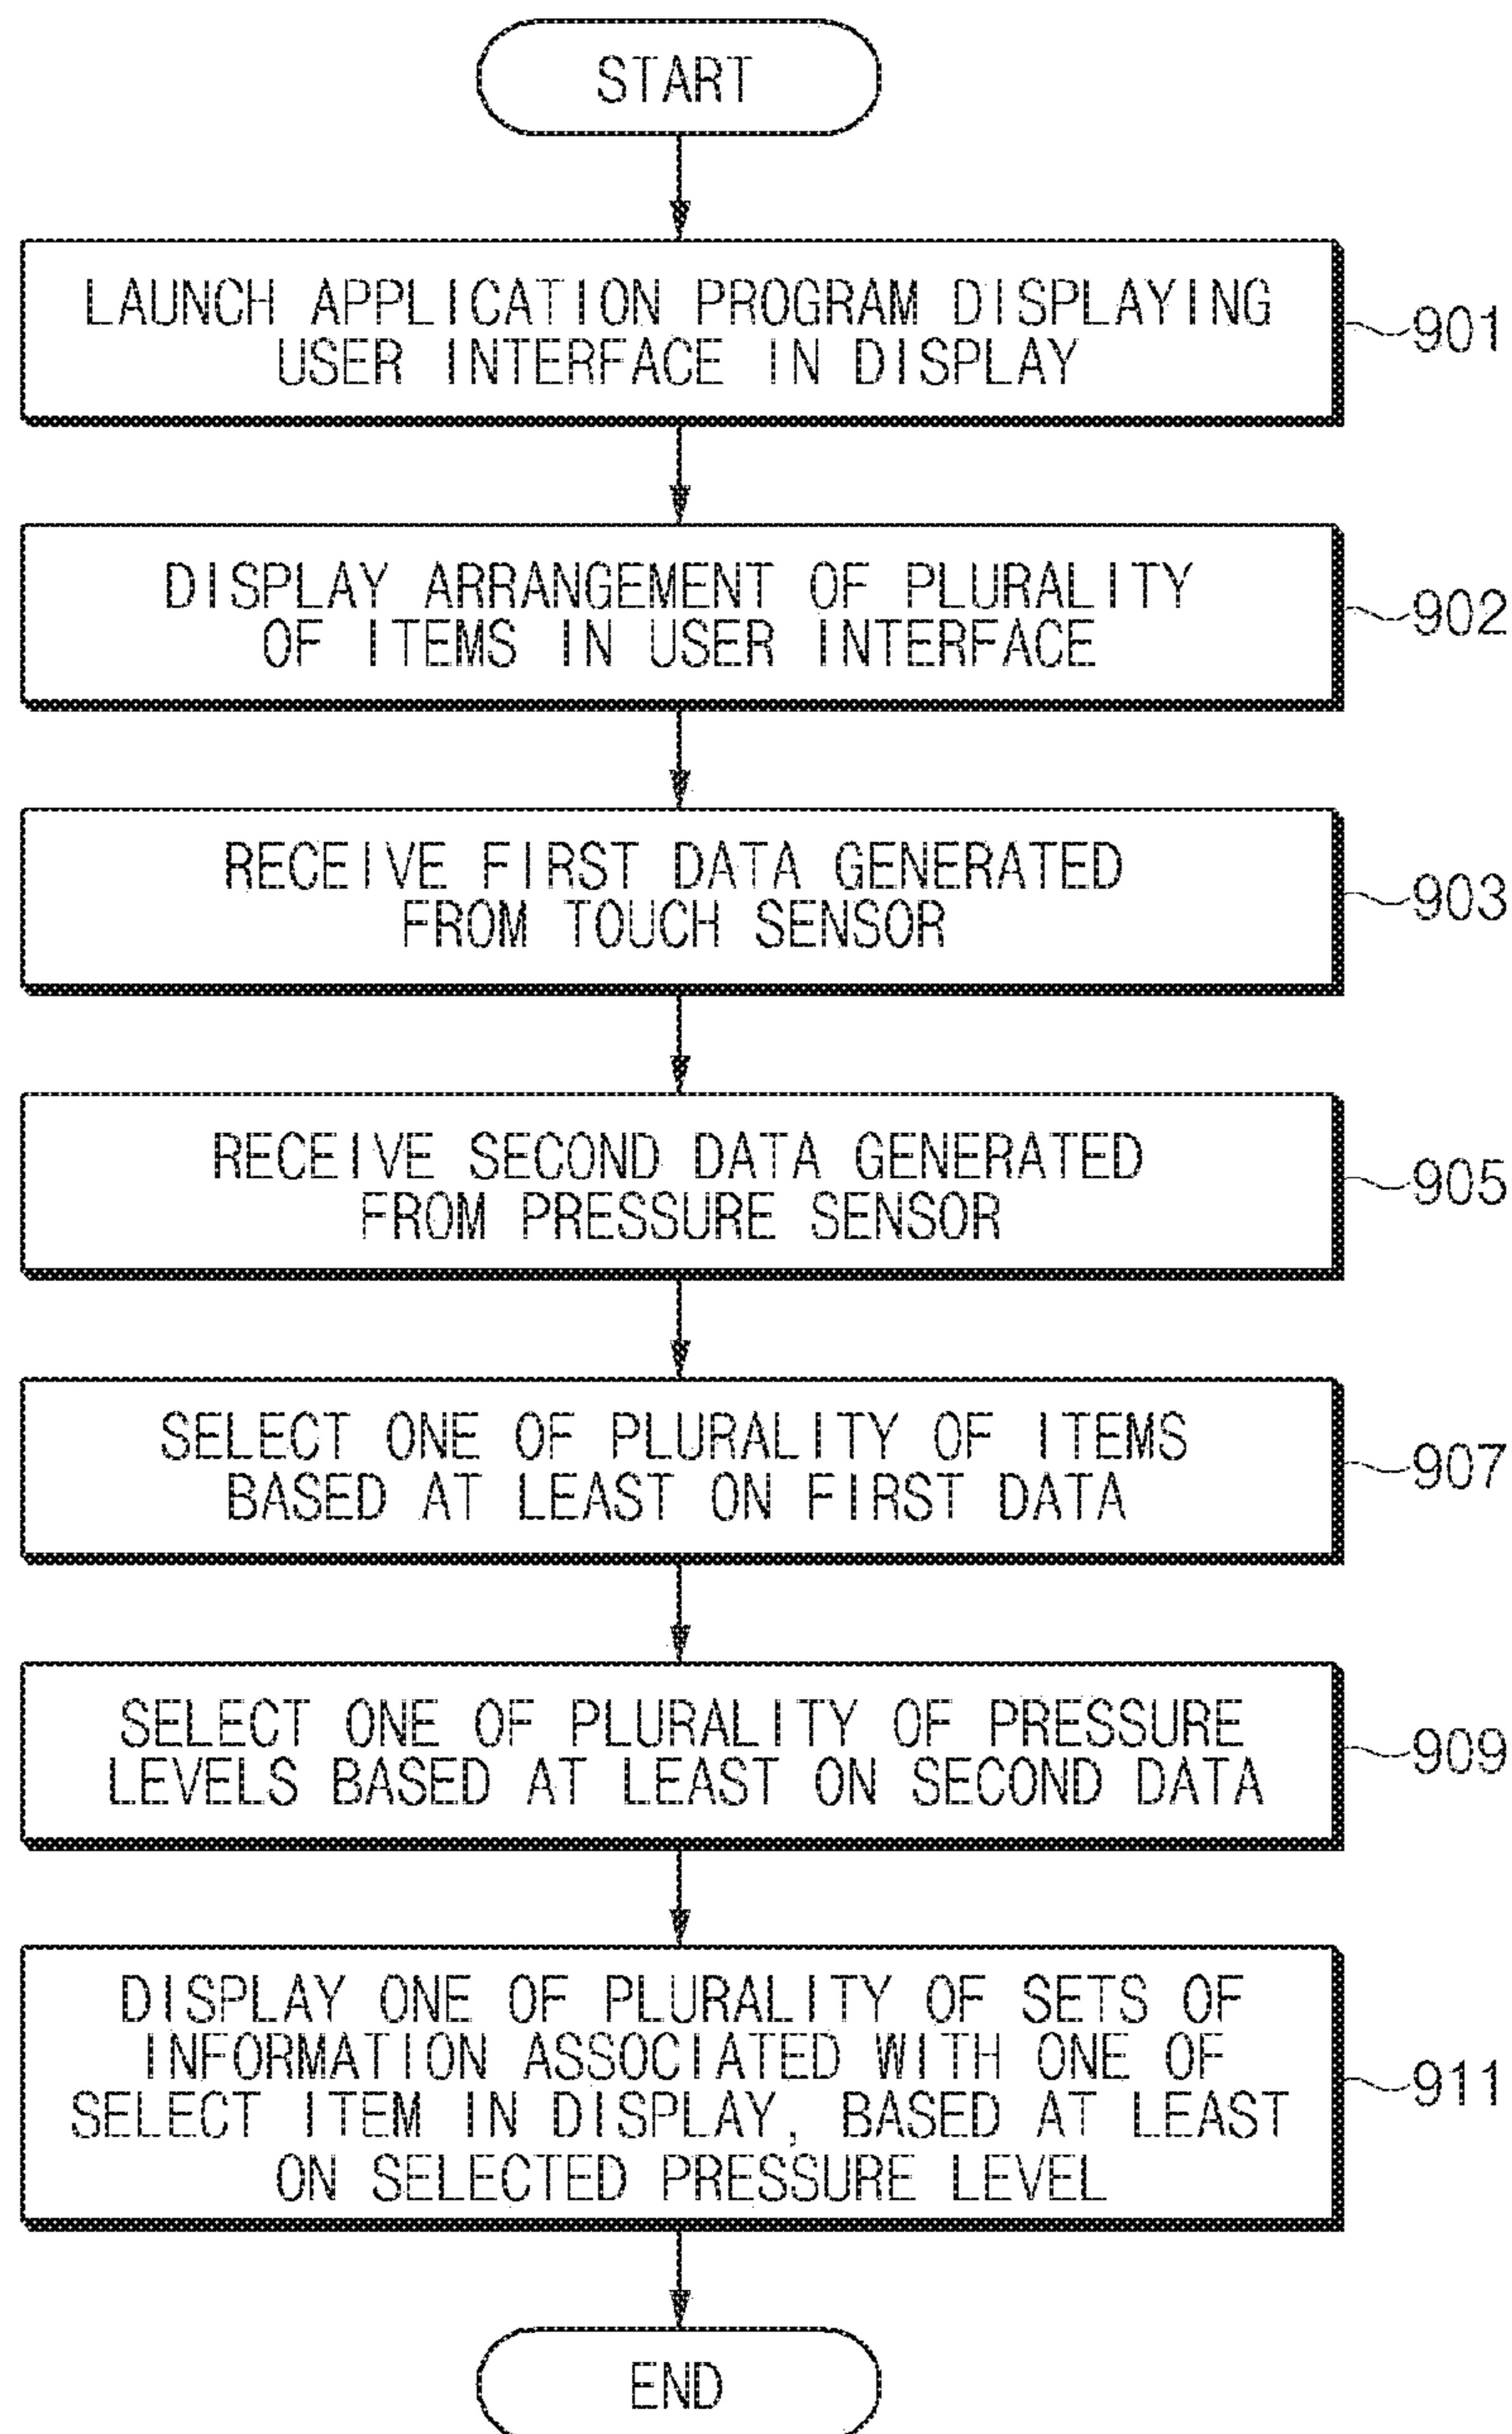 START
LAUNCH APPLICATION PROGRAM DISPLAYING
USER INTERFACE IN DISPLAY
901
DISPLAY ARRANGEMENT OF PLURALITY
OF ITEMS IN USER INTERFACE
902
RECEIVE FIRST DATA GENERATED
FROM TOUCH SENSOR
903
RECEIVE SECOND DATA GENERATED
FROM PRESSURE SENSOR
905
SELECT ONE OF PLURALITY OF ITEMS
BASED AT LEAST ON FIRST DATA
907
SELECT ONE OF PLURALITY OF PRESSURE
LEVELS BASED AT LEAST ON SECOND DATA
909
DISPLAY ONE OF PLURALITY OF SETS OF
INFORMATION ASSOCIATED WITH ONE OF
SELECT ITEM IN DISPLAY, BASED AT LEAST
ON SELECTED PRESSURE LEVEL
911
END